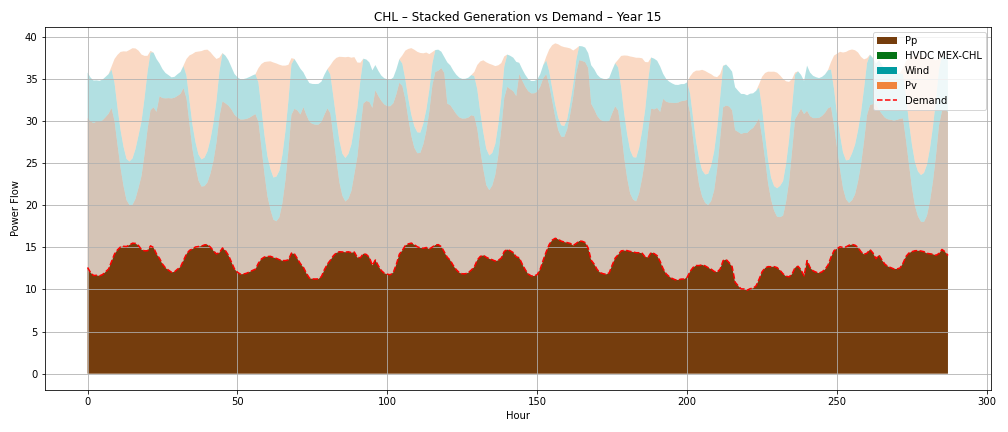 CHL – Stacked Generation vs Demand – Year 15
Power Flow
40
35
30
25
20
15
10
5
0
Pp
HVDC MEX-CHL
Wind
Pv
Demand
0 50 100 150 200 250 300
Hour